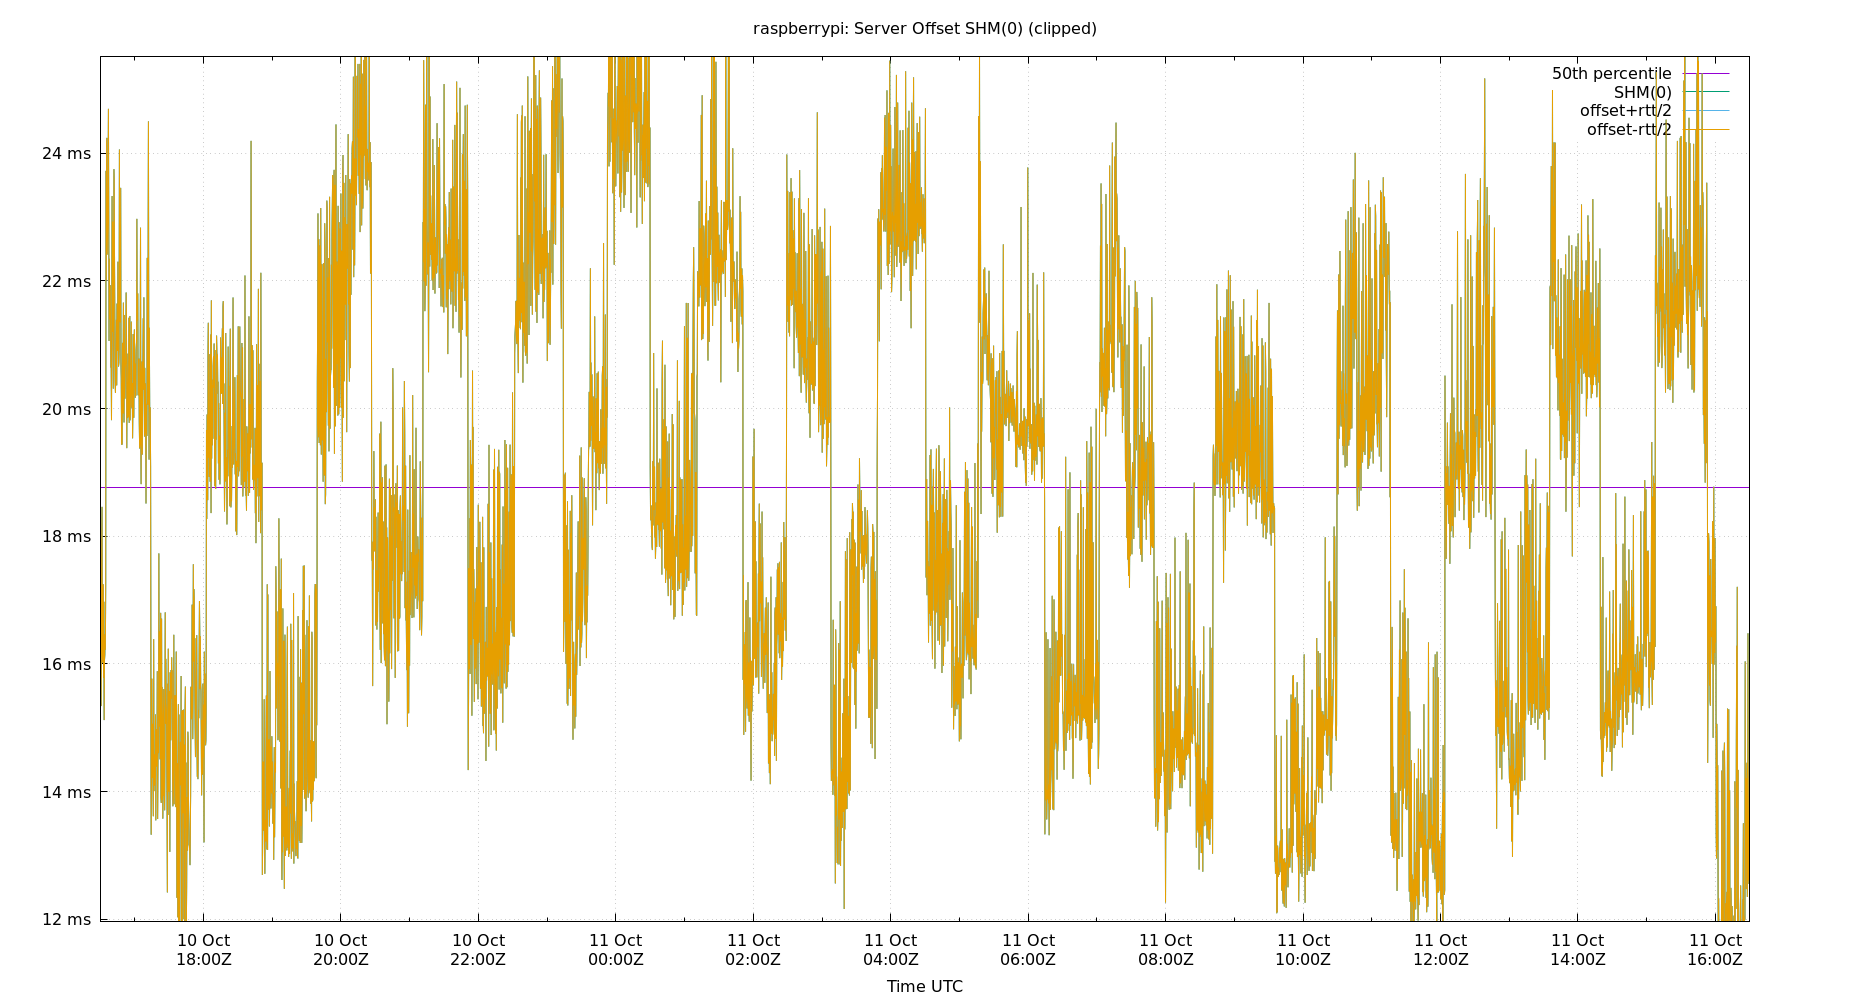 raspberrypi: Server Offset SHM(0) (clipped)
50th percentile
SHM(0)
offset+rtt/2
offset-rtt/2
24 ms
22 ms
20 ms
18 ms
16 ms
14 ms
12 ms
10 Oct 10 Oct 10 Oct 11 Oct 11 Oct 11 Oct 11 Oct 11 Oct 11 Oct 11 Oct 11 Oct 11 Oct
18:00Z 20:00Z 22:00Z 00:00Z 02:00Z 04:00Z 06:00Z 08:00Z 10:00Z 12:00Z 14:00Z 16:00Z
Time UTC